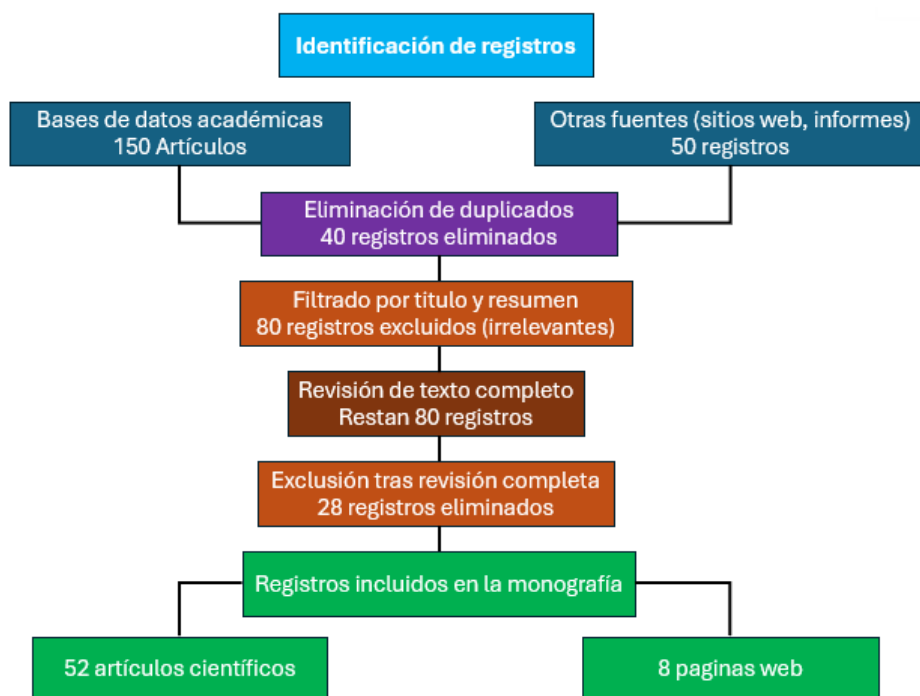 Identificación de registros
Bases de datos académicas
150 Artículos
Otras fuentes (sitios web, informes)
50 registros
Eliminación de duplicados
40 registros eliminados
Filtrado por titulo y resumen
80 registros excluidos (irrelevantes)
Revisión de texto completo
Restan 80 registros
Exclusión tras revisión completa
28 registros eliminados
Registros incluidos en la monografía
52 artículos científicos
8 paginas web